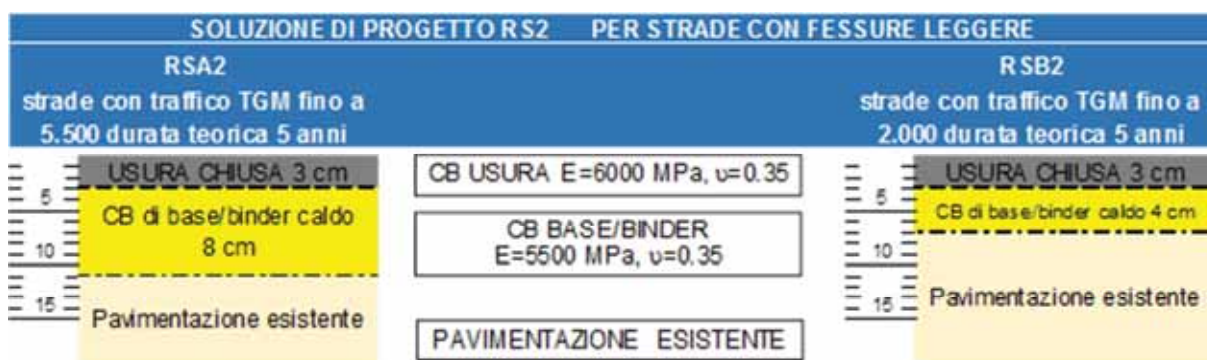 SOLUZIONE DI PROGETTO RS2 PER STRADE CON FESSURE LEGGERE
RSA2
strade con traffico TGM fino a
5.500 durata teorica 5 anni
RSB2
strade con traffico TGM fino a
2.000 durata teorica 5 anni
USURA CHIUSA 3 cm
5
CB di base/binder caldo
8 cm
10
15
Pavimentazione esistente
CB USURA E=6000 MPa, υ=0.35
CB BASE/BINDER
E=5500 MPa, υ=0.35
PAVIMENTAZIONE ESISTENTE
USURA CHIUSA 3 cm
5
CB di base/binder caldo 4 cm
10
15
Pavimentazione esistente